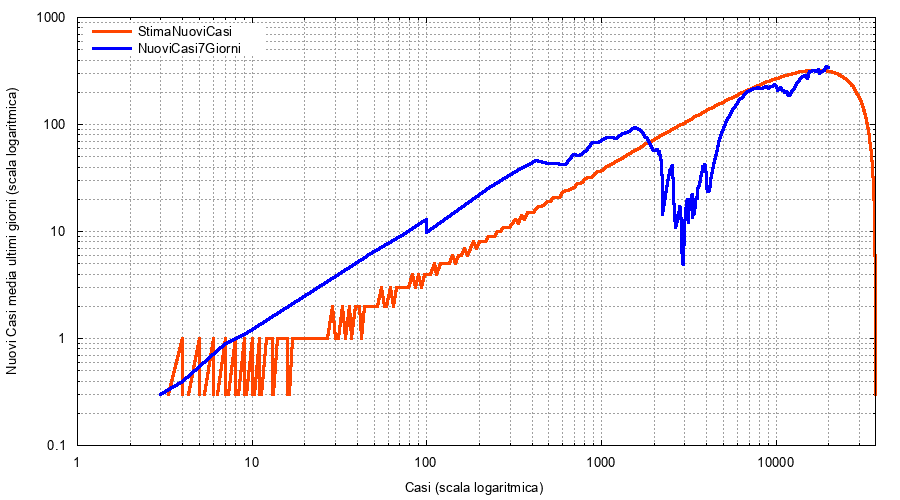 1000
StimaNuoviCasi
NuoviCasi7Giorni
100
10
1
0.1
Nuovi Casi media ultimi giorni (scala logaritmica)
1 10 100 1000 10000
Casi (scala logaritmica)